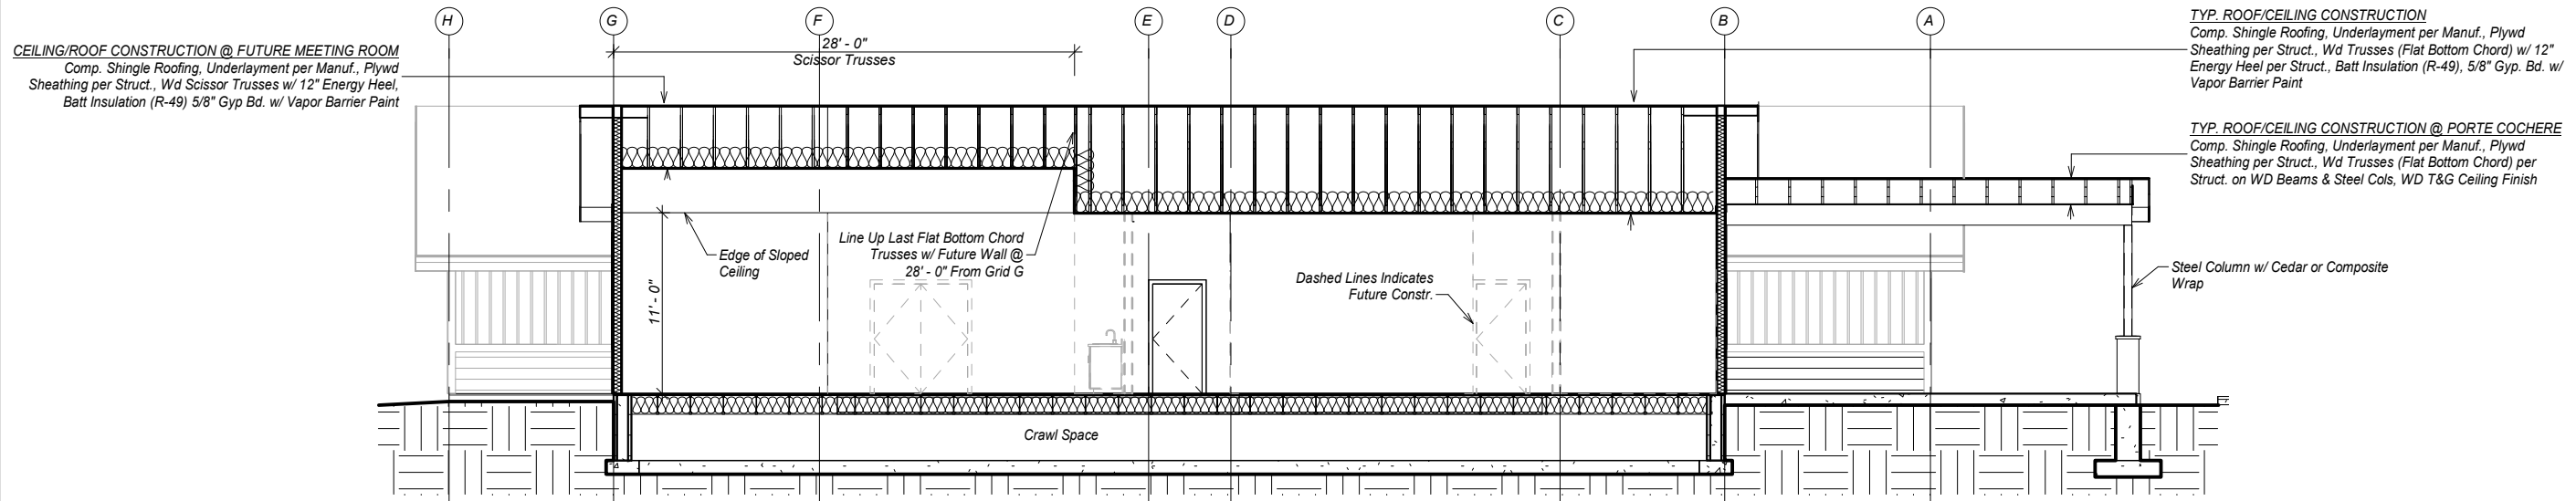 H
G
F
E
D
C
B
A
CEILING/ROOF CONSTRUCTION @ FUTURE MEETING ROOM
Comp. Shingle Roofing, Underlayment per Manuf., Plywd
Sheathing per Struct., Wd Scissor Trusses w/ 12" Energy Heel,
Batt Insulation (R-49) 5/8" Gyp Bd. w/ Vapor Barrier Paint
28' - 0"
Scissor Trusses
TYP. ROOF/CEILING CONSTRUCTION
Comp. Shingle Roofing, Underlayment per Manuf., Plywd
Sheathing per Struct., Wd Trusses (Flat Bottom Chord) w/ 12"
Energy Heel per Struct., Batt Insulation (R-49), 5/8" Gyp. Bd. w/
Vapor Barrier Paint
TYP. ROOF/CEILING CONSTRUCTION @ PORTE COCHERE
Comp. Shingle Roofing, Underlayment per Manuf., Plywd
Sheathing per Struct., Wd Trusses (Flat Bottom Chord) per
Struct. on WD Beams & Steel Cols, WD T&G Ceiling Finish
Edge of Sloped
Ceiling
Line Up Last Flat Bottom Chord
Trusses w/ Future Wall @
28' - 0" From Grid G
11' - 0"
Dashed Lines Indicates
Future Constr.
Steel Column w/ Cedar or Composite
Wrap
Crawl Space